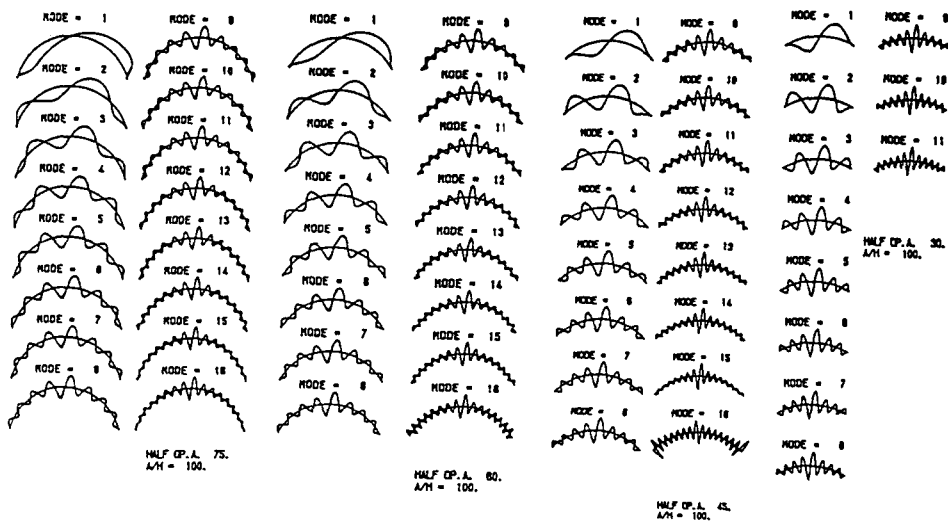 MODE = 1
MODE = 2
MODE = 3
MODE = 4
MODE = 5
MODE = 6
MODE = 7
MODE = 8
MODE = 9
MODE = 10
MODE = 11
MODE = 12
MODE = 13
MODE = 14
MODE = 15
MODE = 16
HALF OP.A. 75.
A/H = 100.
MODE = 1
MODE = 2
MODE = 3
MODE = 4
MODE = 5
MODE = 6
MODE = 7
MODE = 8
MODE = 9
MODE = 10
MODE = 11
MODE = 12
MODE = 13
MODE = 14
MODE = 15
MODE = 16
HALF OP.A. 60.
A/H = 100.
MODE = 1
MODE = 2
MODE = 3
MODE = 4
MODE = 5
MODE = 6
MODE = 7
MODE = 8
MODE = 9
MODE = 10
MODE = 11
MODE = 12
MODE = 13
MODE = 14
MODE = 15
MODE = 16
HALF OP.A. 45.
A/H = 100.
MODE = 1
MODE = 2
MODE = 3
MODE = 4
MODE = 5
MODE = 6
MODE = 7
MODE = 8
MODE = 9
MODE = 10
MODE = 11
HALF OP.A. 30.
A/H = 100.